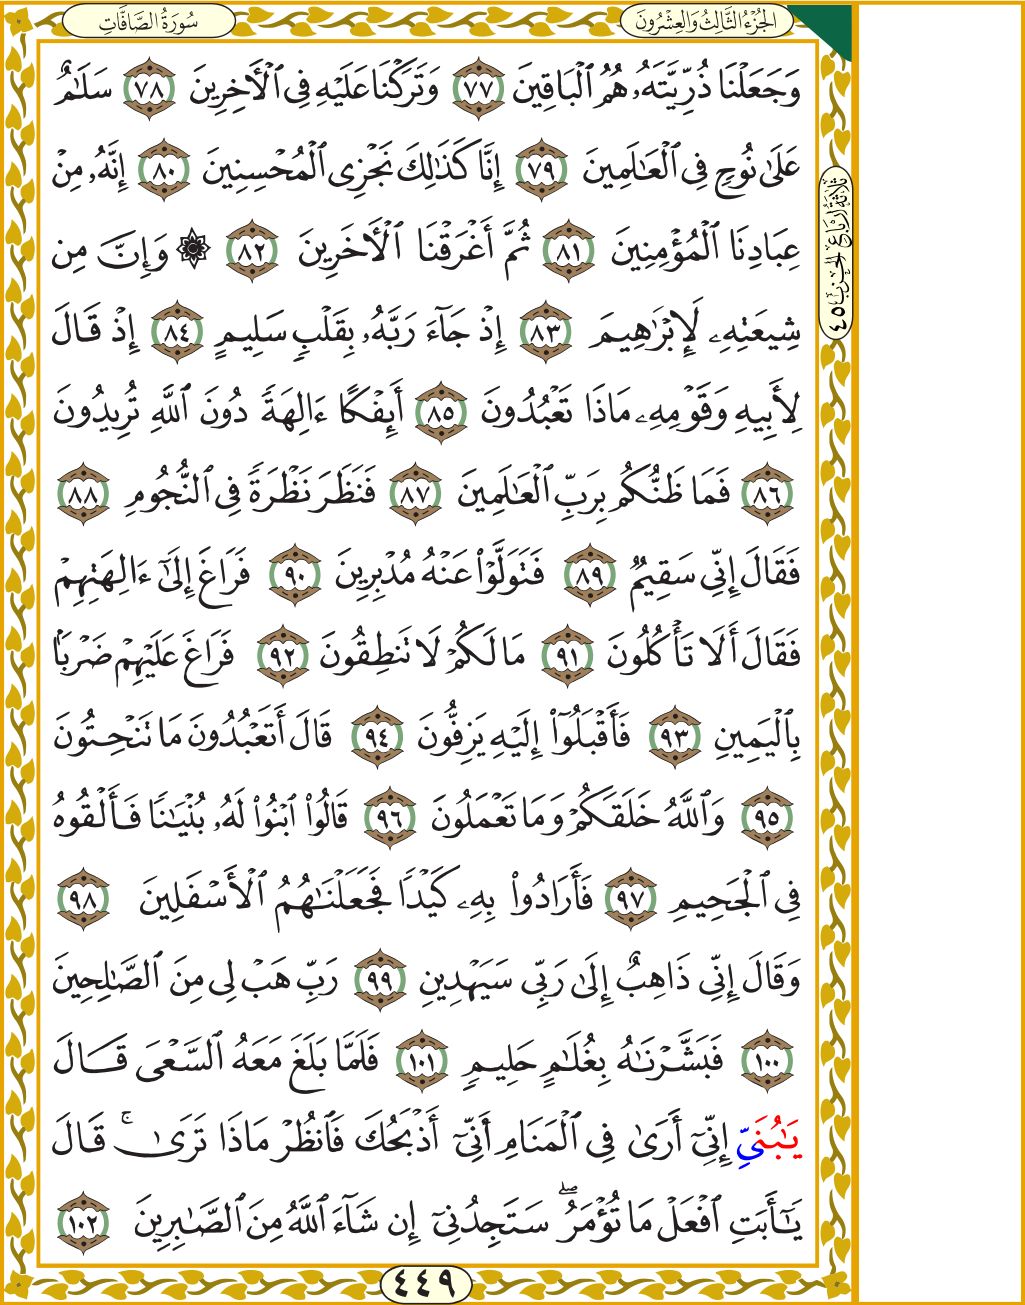 سُورَةُ الصَّافَّاتِ
الجُزْءُ الثَّالِثُ وَالعِشْرُونَ
وَجَعَلْنَا ذُرِّيَّتَهُۥ هُمُ ٱلْبَاقِينَ ٧٧ وَتَرَكْنَا عَلَيْهِ فِى ٱلْأَخِرِينَ ٧٨ سَلَٰمٌ
عَلَىٰ نُوحٍ فِى ٱلْعَٰلَمِينَ ٧٩ إِنَّا كَذَٰلِكَ نَجْزِى ٱلْمُحْسِنِينَ ٨٠ إِنَّهُۥ مِنْ
عِبَادِنَا ٱلْمُؤْمِنِينَ ٨١ ثُمَّ أَغْرَقْنَا ٱلْأَخَرِينَ ٨٢ ۞ وَإِنَّ مِن
شِيعَتِهِۦ لَإِبْرَٰهِيمَ ٨٣ إِذْ جَآءَ رَبَّهُۥ بِقَلْبٍ سَلِيمٍ ٨٤ إِذْ قَالَ
لِأَبِيهِ وَقَوْمِهِۦ مَاذَا تَعْبُدُونَ ٨٥ أَئِفْكًا ءَالِهَةً دُونَ ٱللَّهِ تُرِيدُونَ
٨٦ فَمَا ظَنُّكُم بِرَبِّ ٱلْعَٰلَمِينَ ٨٧ فَنَظَرَ نَظْرَةً فِى ٱلنُّجُومِ ٨٨
فَقَالَ إِنِّى سَقِيمٌ ٨٩ فَتَوَلَّوْا۟ عَنْهُ مُدْبِرِينَ ٩٠ فَرَاغَ إِلَىٰٓ ءَالِهَتِهِمْ
فَقَالَ أَلَا تَأْكُلُونَ ٩١ مَا لَكُمْ لَا تَنطِقُونَ ٩٢ فَرَاغَ عَلَيْهِمْ ضَرْبًۢا
بِٱلْيَمِينِ ٩٣ فَأَقْبَلُوٓا۟ إِلَيْهِ يَزِفُّونَ ٩٤ قَالَ أَتَعْبُدُونَ مَا تَنْحِتُونَ
٩٥ وَٱللَّهُ خَلَقَكُمْ وَمَا تَعْمَلُونَ ٩٦ قَالُوا۟ ٱبْنُوا۟ لَهُۥ بُنْيَٰنًا فَأَلْقُوهُ
فِى ٱلْجَحِيمِ ٩٧ فَأَرَادُوا۟ بِهِۦ كَيْدًا فَجَعَلْنَٰهُمُ ٱلْأَسْفَلِينَ ٩٨
وَقَالَ إِنِّى ذَاهِبٌ إِلَىٰ رَبِّى سَيَهْدِينِ ٩٩ رَبِّ هَبْ لِى مِنَ ٱلصَّٰلِحِينَ
١٠٠ فَبَشَّرْنَٰهُ بِغُلَٰمٍ حَلِيمٍ ١٠١ فَلَمَّا بَلَغَ مَعَهُ ٱلسَّعْىَ قَالَ
يَٰبُنَىِّ إِنِّىٓ أَرَىٰ فِى ٱلْمَنَامِ أَنِّىٓ أَذْبَحُكَ فَٱنظُرْ مَاذَا تَرَىٰ ۚ قَالَ
يَٰٓأَبَتِ ٱفْعَلْ مَا تُؤْمَرُ ۖ سَتَجِدُنِىٓ إِن شَآءَ ٱللَّهُ مِنَ ٱلصَّٰبِرِينَ ١٠٢
ثَلَاثَةُ أَرْبَاعِ الحِزْبِ ٤٥
٤٤٩